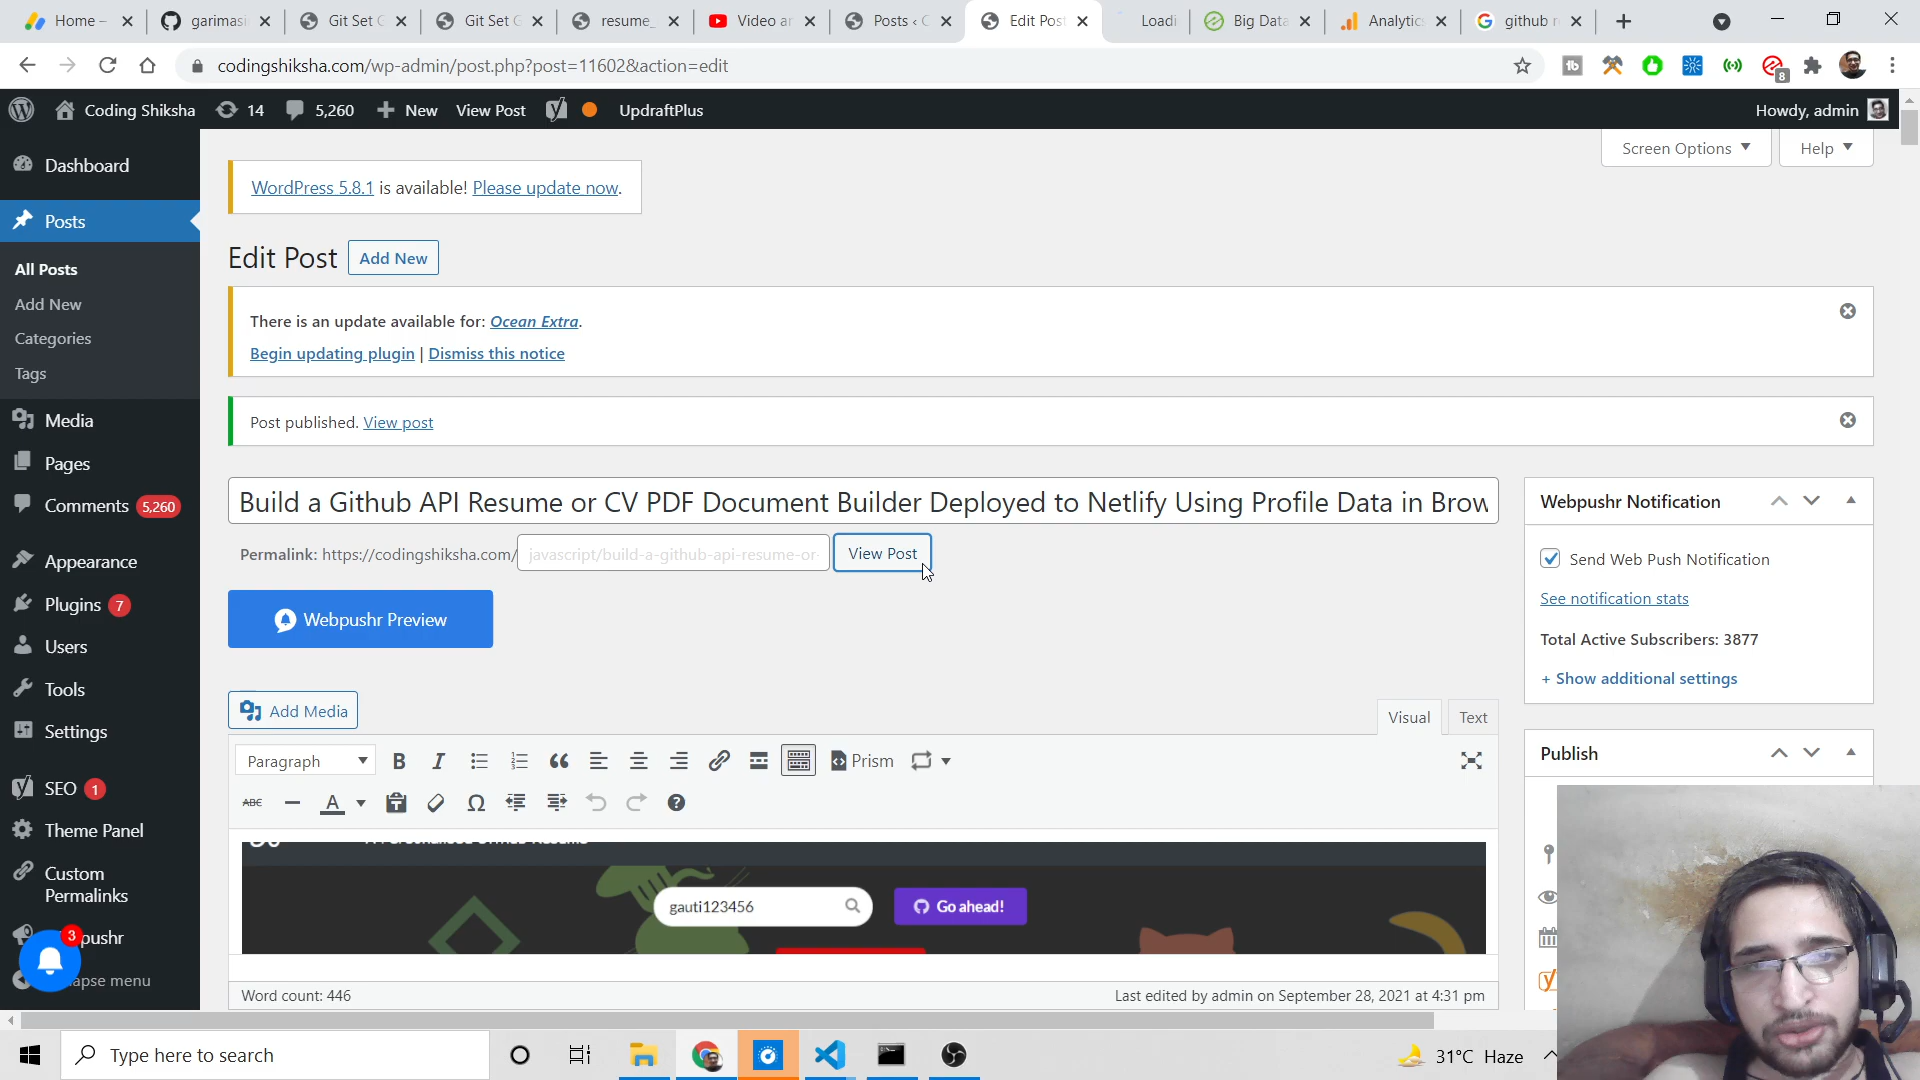 Home –
garimasi
Git Set G
Git Set G
resume_
Video an
Posts ‹ C
Edit Post
Loadi
Big Data
Analytics
github r
codingshiksha.com/wp-admin/post.php?post=11602&action=edit
8
Coding Shiksha
14
5,260
New
View Post
UpdraftPlus
Howdy, admin
Screen Options
Help
Dashboard
Posts
All Posts
Add New
Categories
Tags
Media
Pages
Comments 5,260
Appearance
Plugins 7
Users
Tools
Settings
SEO 1
Theme Panel
Custom
Permalinks
pushr
3
apse menu
WordPress 5.8.1 is available! Please update now.
Edit Post
Add New
There is an update available for: Ocean Extra.
Begin updating plugin | Dismiss this notice
Post published. View post
Build a Github API Resume or CV PDF Document Builder Deployed to Netlify Using Profile Data in Brow
Permalink: https://codingshiksha.com/ javascript/build-a-github-api-resume-or-
View Post
Webpushr Preview
Add Media
Visual
Text
Paragraph
Prism
ABC
gauti123456
Go ahead!
Word count: 446
Last edited by admin on September 28, 2021 at 4:31 pm
Webpushr Notification
Send Web Push Notification
See notification stats
Total Active Subscribers: 3877
+ Show additional settings
Publish
Type here to search
31°C Haze